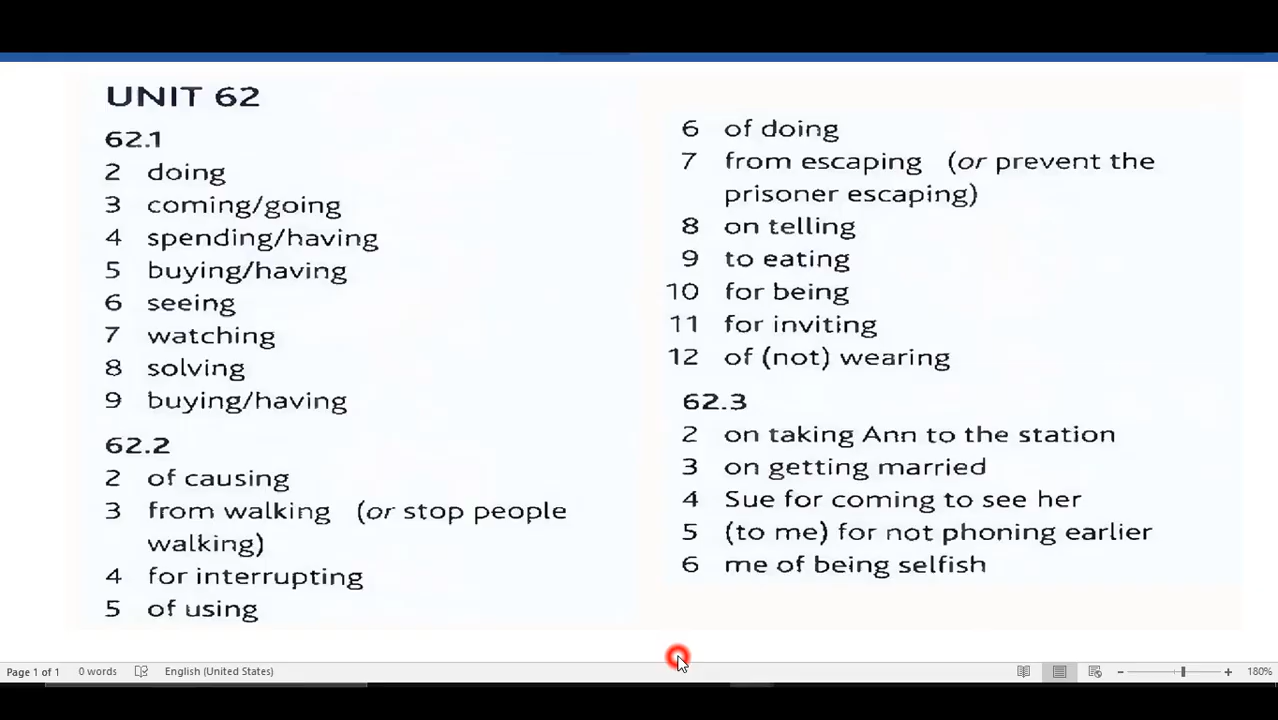 UNIT 62
62.1
2 doing
3 coming/going
4 spending/having
5 buying/having
6 seeing
7 watching
8 solving
9 buying/having
62.2
2 of causing
3 from walking (or stop people
walking)
4 for interrupting
5 of using
6 of doing
7 from escaping (or prevent the
prisoner escaping)
8 on telling
9 to eating
10 for being
11 for inviting
12 of (not) wearing
62.3
2 on taking Ann to the station
3 on getting married
4 Sue for coming to see her
5 (to me) for not phoning earlier
6 me of being selfish
Page 1 of 1 0 words English (United States) 180%